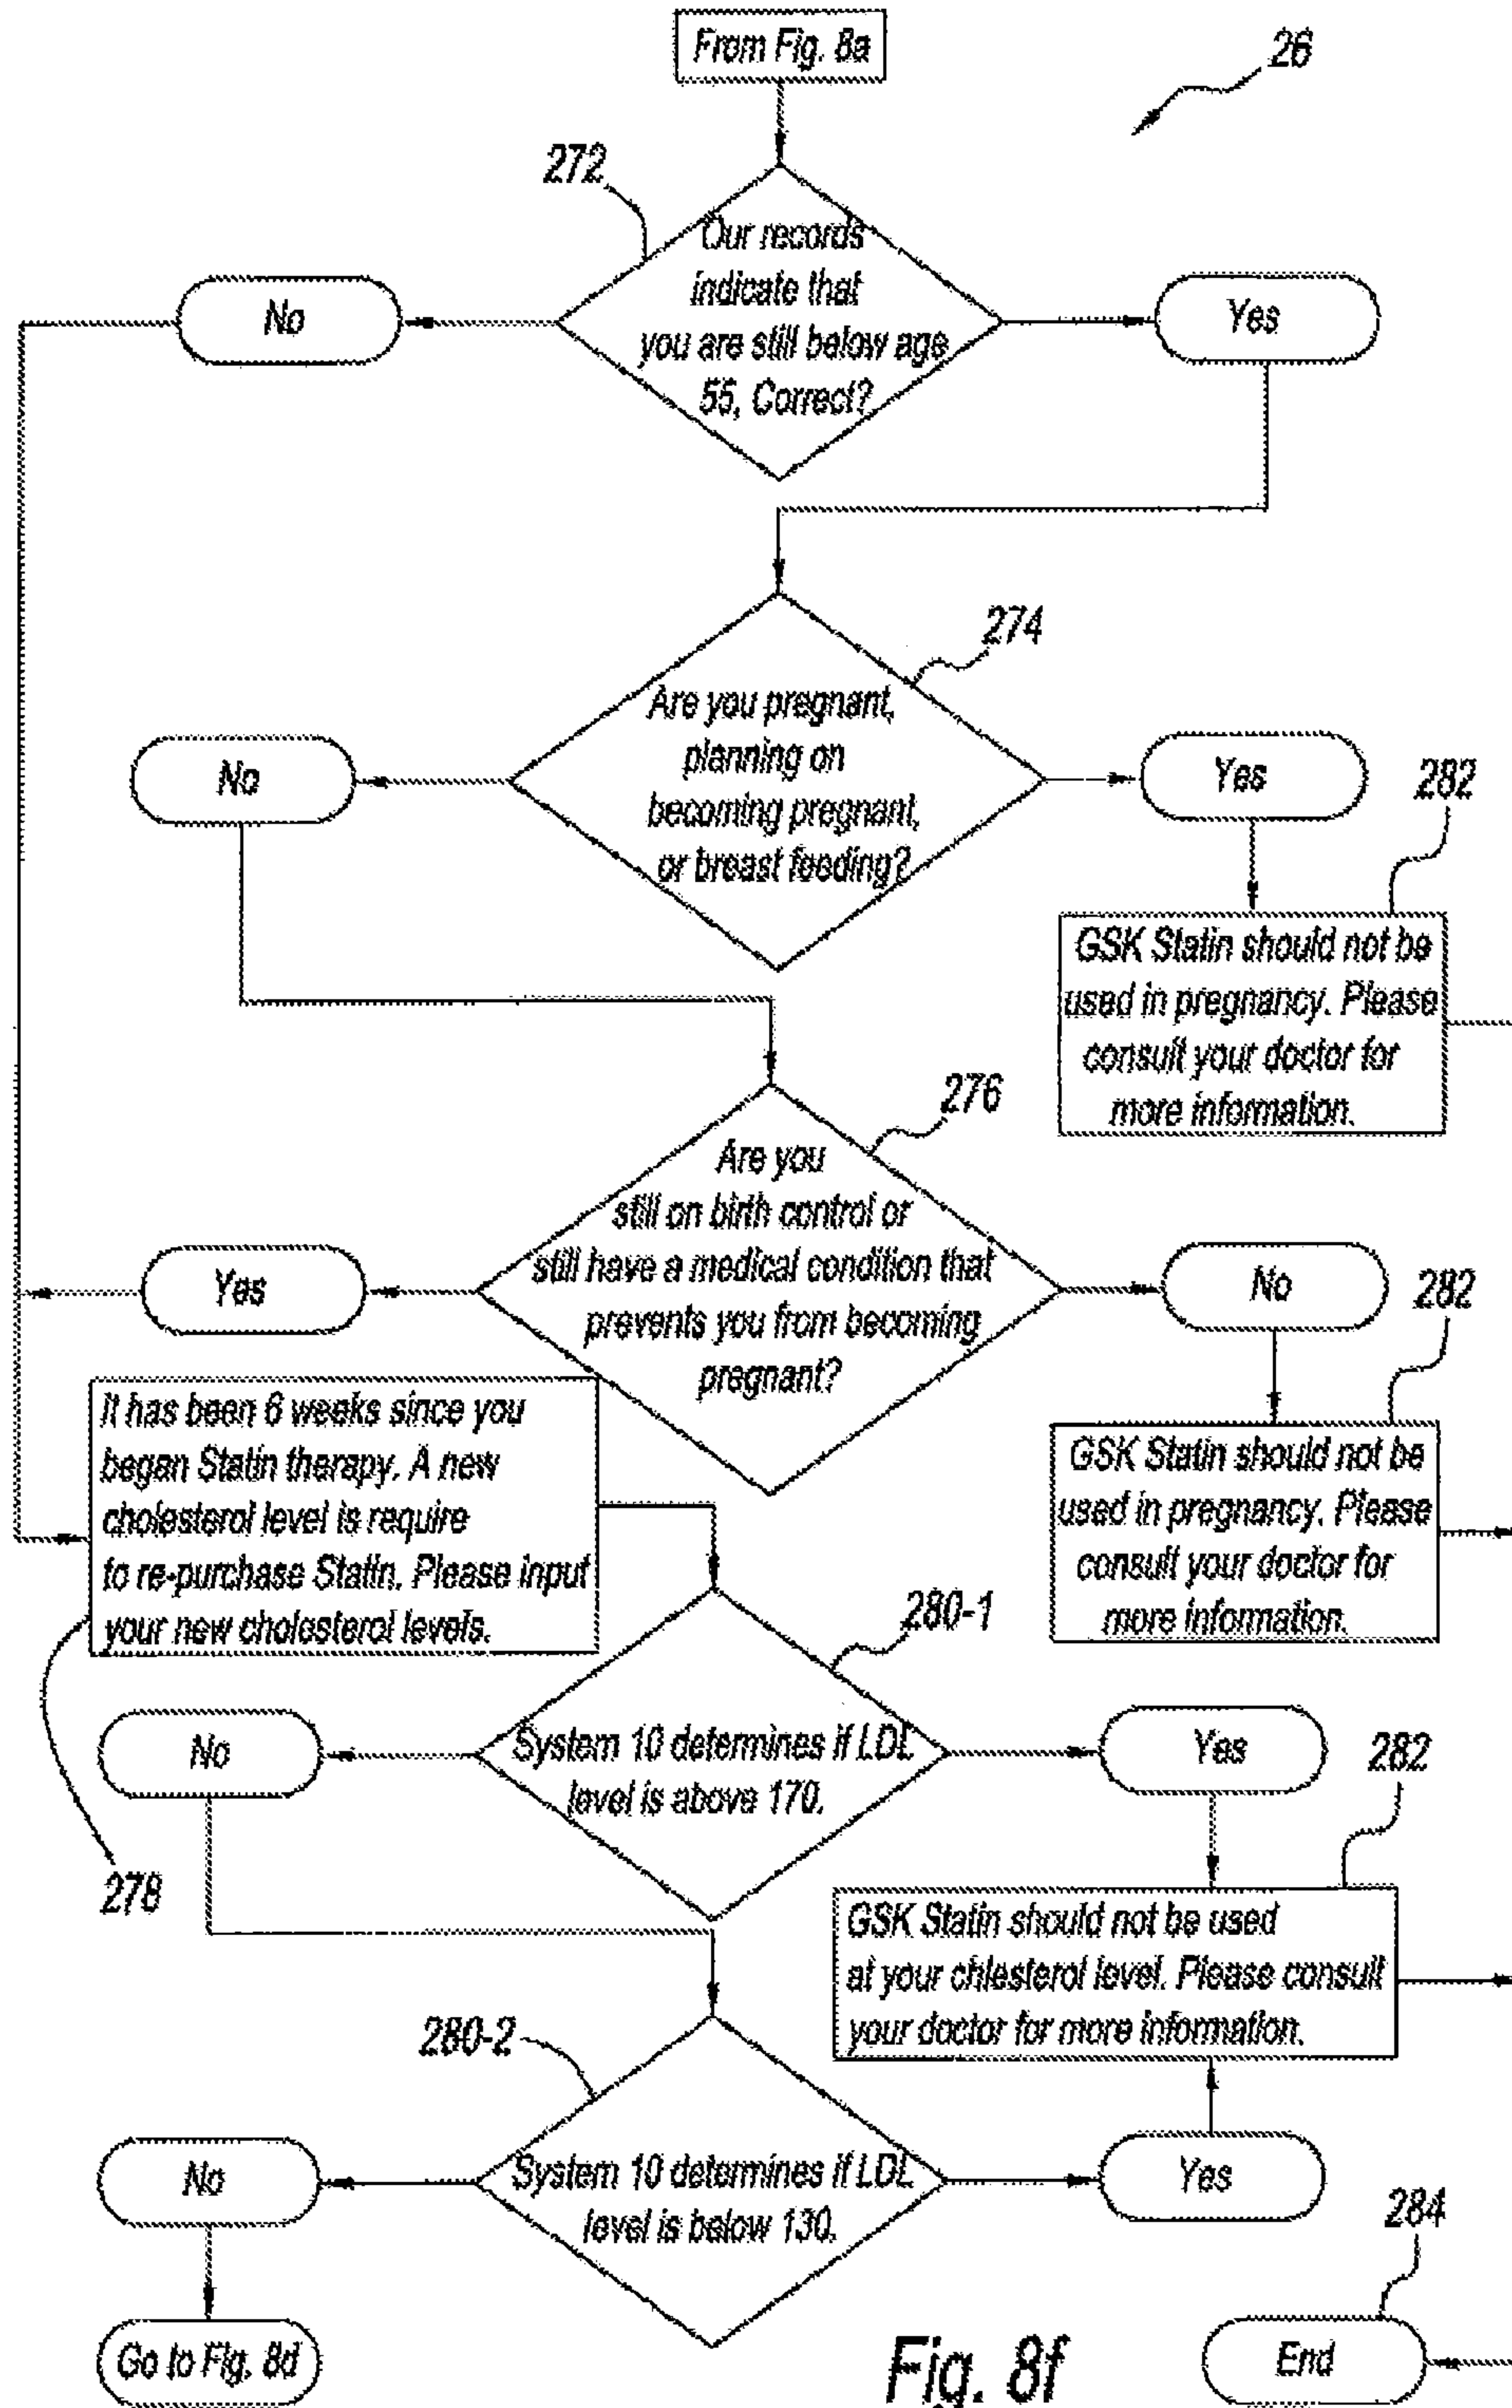 From Fig. 8a
26
272
Our records
indicate that
you are still below age
55, Correct?
No
Yes
274
Are you pregnant,
planning on
becoming pregnant,
or breast feeding?
No
Yes
282
GSK Statin should not be
used in pregnancy. Please
consult your doctor for
more information.
276
Are you
still on birth control or
still have a medical condition that
prevents you from becoming
pregnant?
Yes
No
282
GSK Statin should not be
used in pregnancy. Please
consult your doctor for
more information.
It has been 6 weeks since you
began Statin therapy. A new
cholesterol level is require
to re-purchase Statin. Please input
your new cholesterol levels.
278
280-1
System 10 determines if LDL
level is above 170.
No
Yes
282
GSK Statin should not be used
at your chlesterol level. Please consult
your doctor for more information.
280-2
System 10 determines if LDL
level is below 130.
No
Yes
284
Go to Fig. 8d
End
Fig. 8f